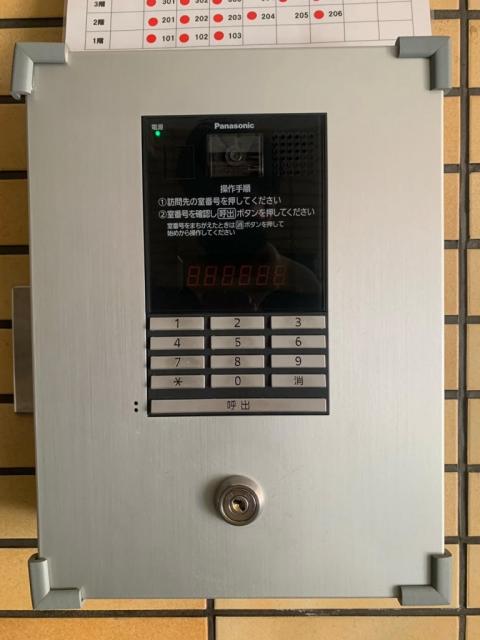 3階 301 302
2階 201 202 203 204 205 206
1階 101 102 103
電源
Panasonic
操作手順
①訪問先の室番号を押してください
②室番号を確認し呼出ボタンを押してください
室番号をまちがえたときは消ボタンを押して
始めから操作してください
888888
1 2 3
4 5 6
7 8 9
* 0 消
呼出